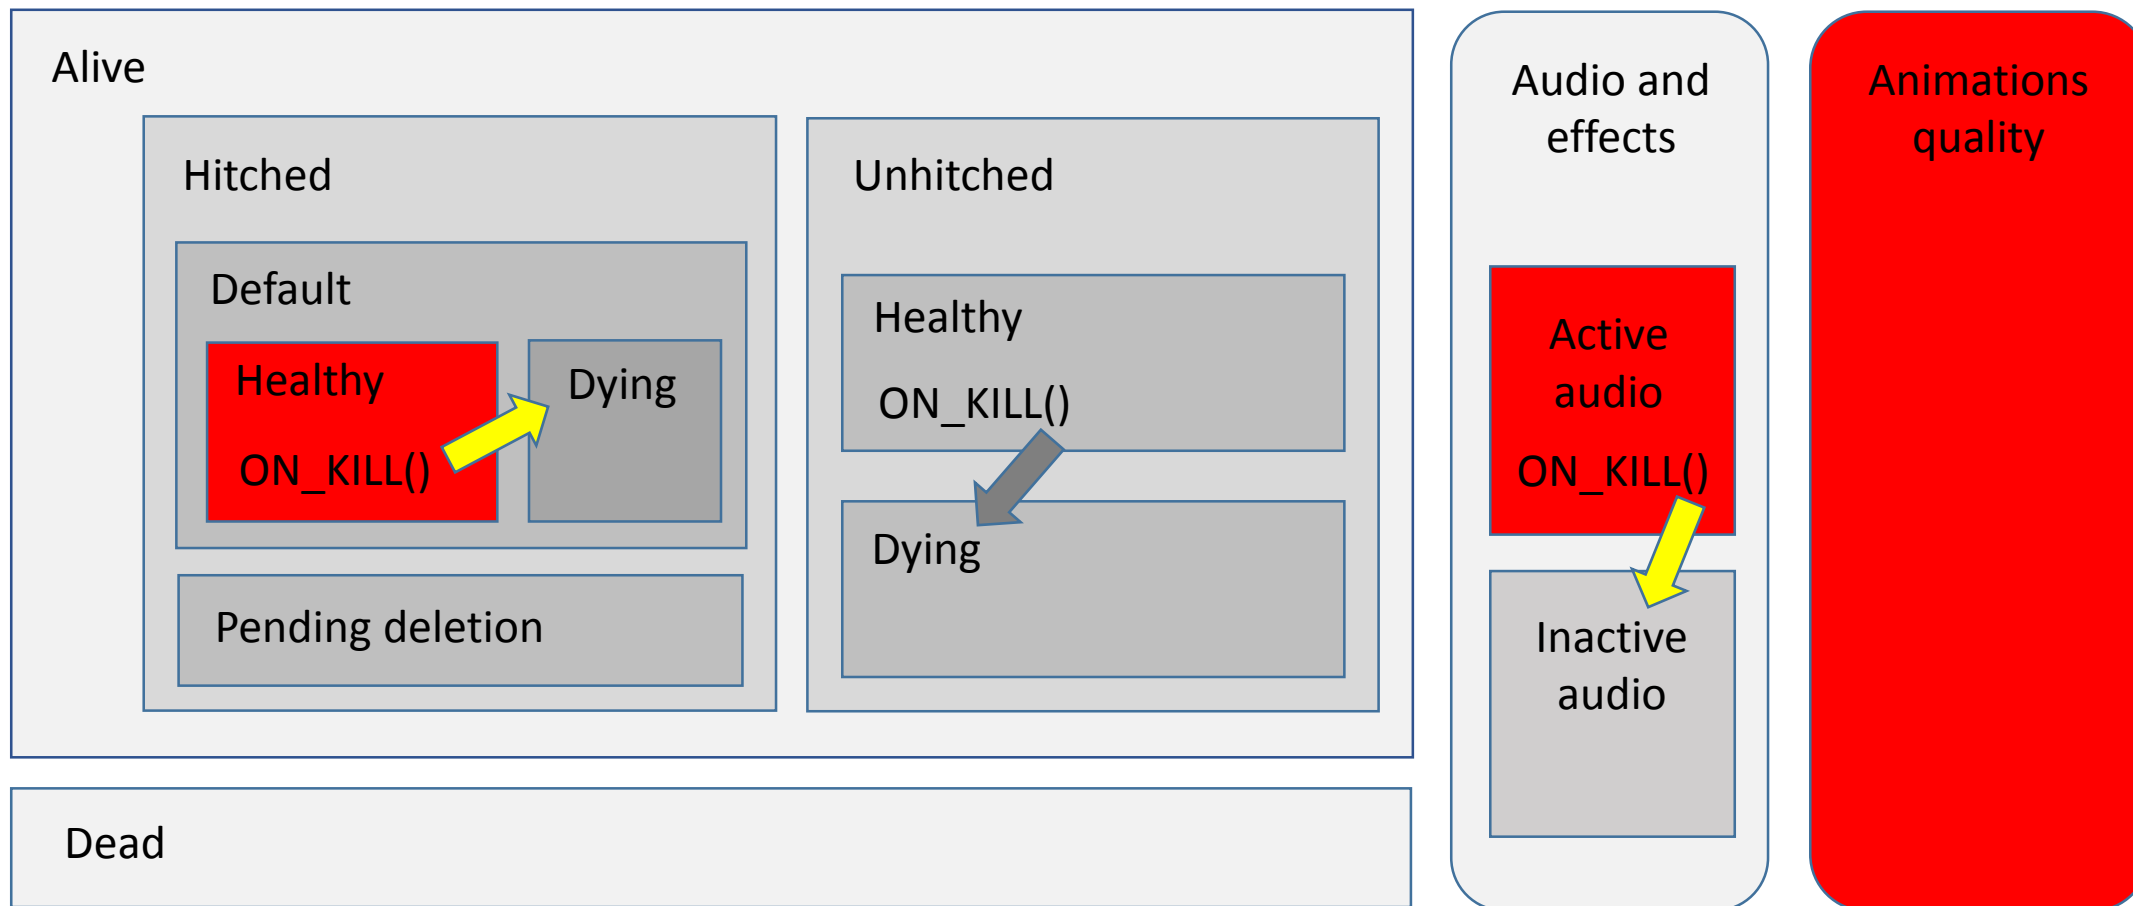 Alive
Hitched
Default
Healthy
ON_KILL()
Dying
Pending deletion
Unhitched
Healthy
ON_KILL()
Dying
Dead
Audio and
effects
Active
audio
ON_KILL()
Inactive
audio
Animations
quality